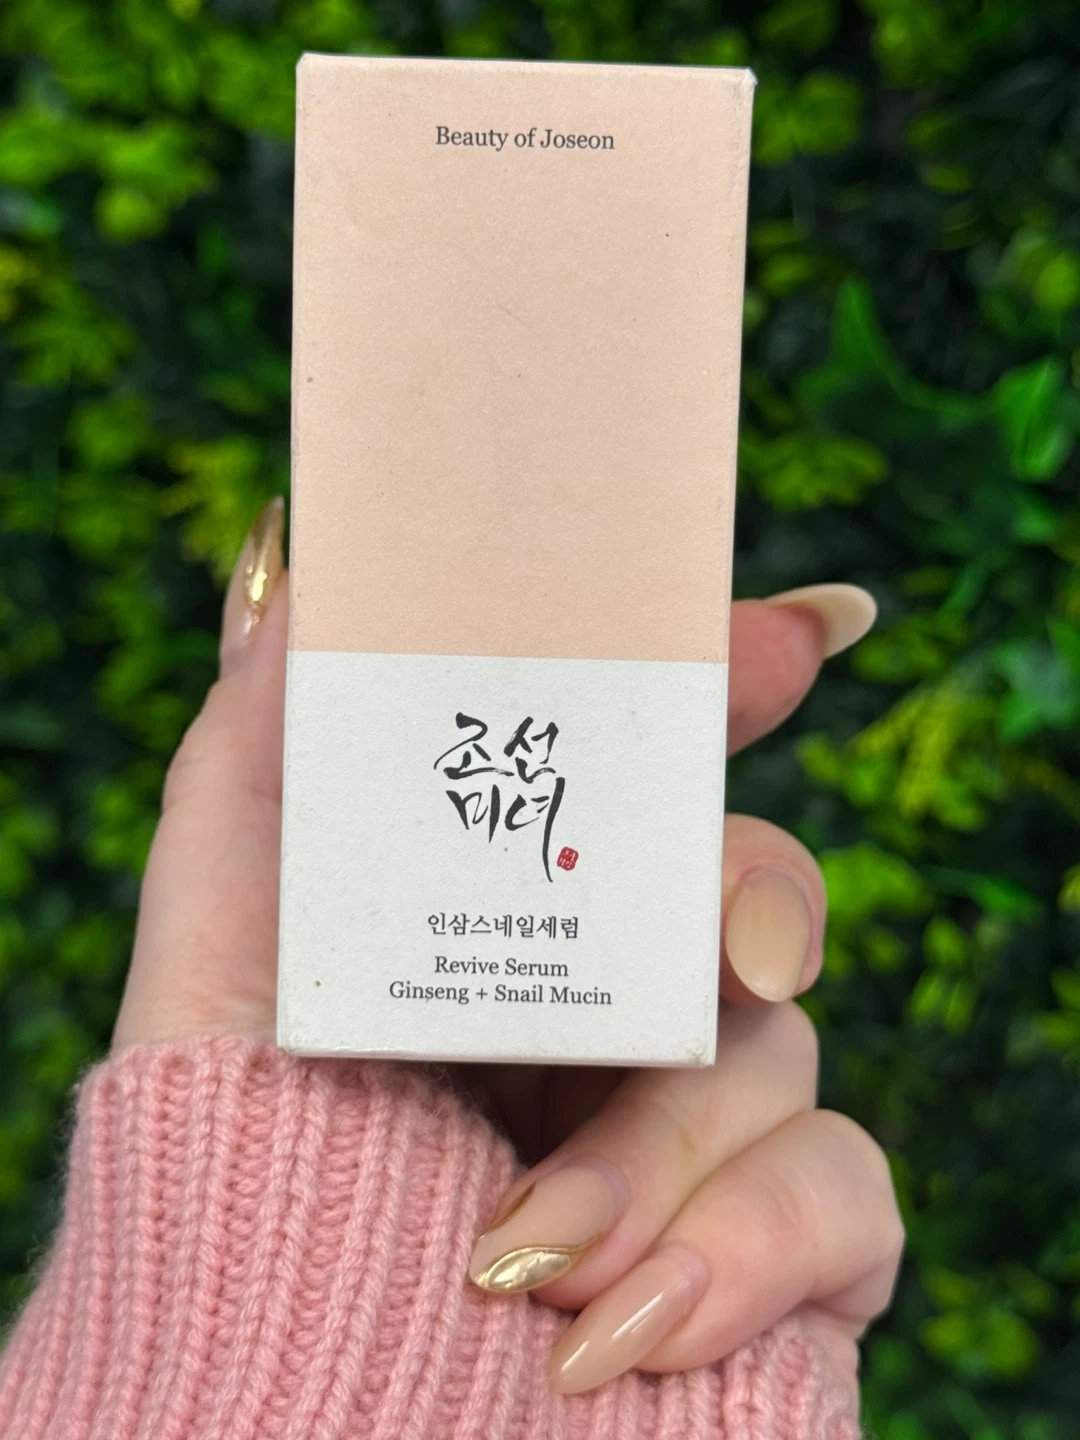 Beauty of Joseon
조선
미녀
인삼스네일세럼
Revive Serum
Ginseng + Snail Mucin